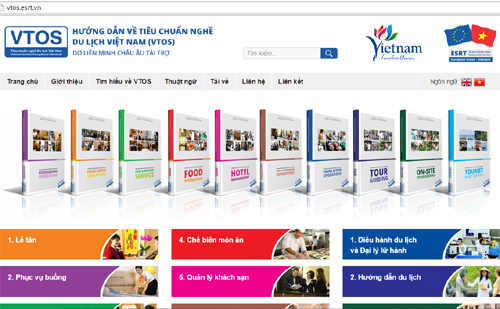 vtos.esrt.vn
VTOS
HƯỚNG DẪN VỀ TIÊU CHUẨN NGHỀ
DU LỊCH VIỆT NAM (VTOS)
DO LIÊN MINH CHÂU ÂU TÀI TRỢ
Tìm kiếm...
Vietnam
Timeless Charm
ESRT
Trang chủ Giới thiệu Tìm hiểu về VTOS Thuật ngữ Tải về Liên hệ Liên kết Ngôn ngữ:
SERVICE
FOOD
HOTEL
TOUR
GUIDING
ON-SITE
TOURIST
1. Lễ tân
4. Chế biến món ăn
1. Điều hành du lịch
và Đại lý lữ hành
2. Phục vụ buồng
5. Quản lý khách sạn
2. Hướng dẫn du lịch